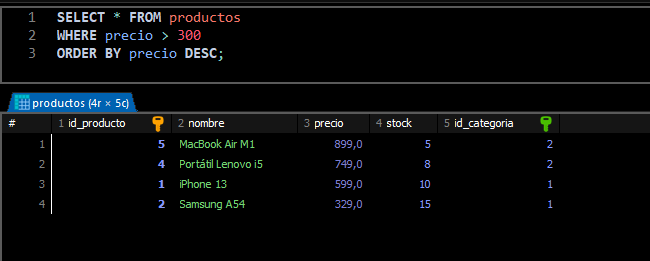 1 SELECT * FROM productos
2 WHERE precio > 300
3 ORDER BY precio DESC;
productos (4r × 5c)
# 1 id_producto 2 nombre 3 precio 4 stock 5 id_categoria
1 5 MacBook Air M1 899,0 5 2
2 4 Portátil Lenovo i5 749,0 8 2
3 1 iPhone 13 599,0 10 1
4 2 Samsung A54 329,0 15 1